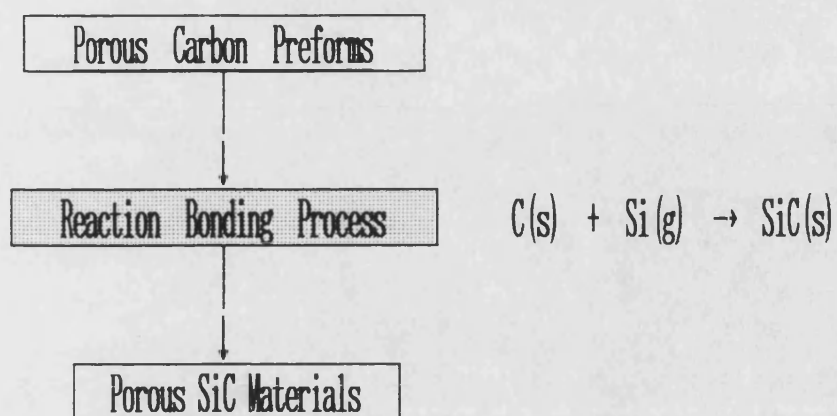 Porous Carbon Preforms
Reaction Bonding Process
C(s) + Si(g) → SiC(s)
Porous SiC Materials